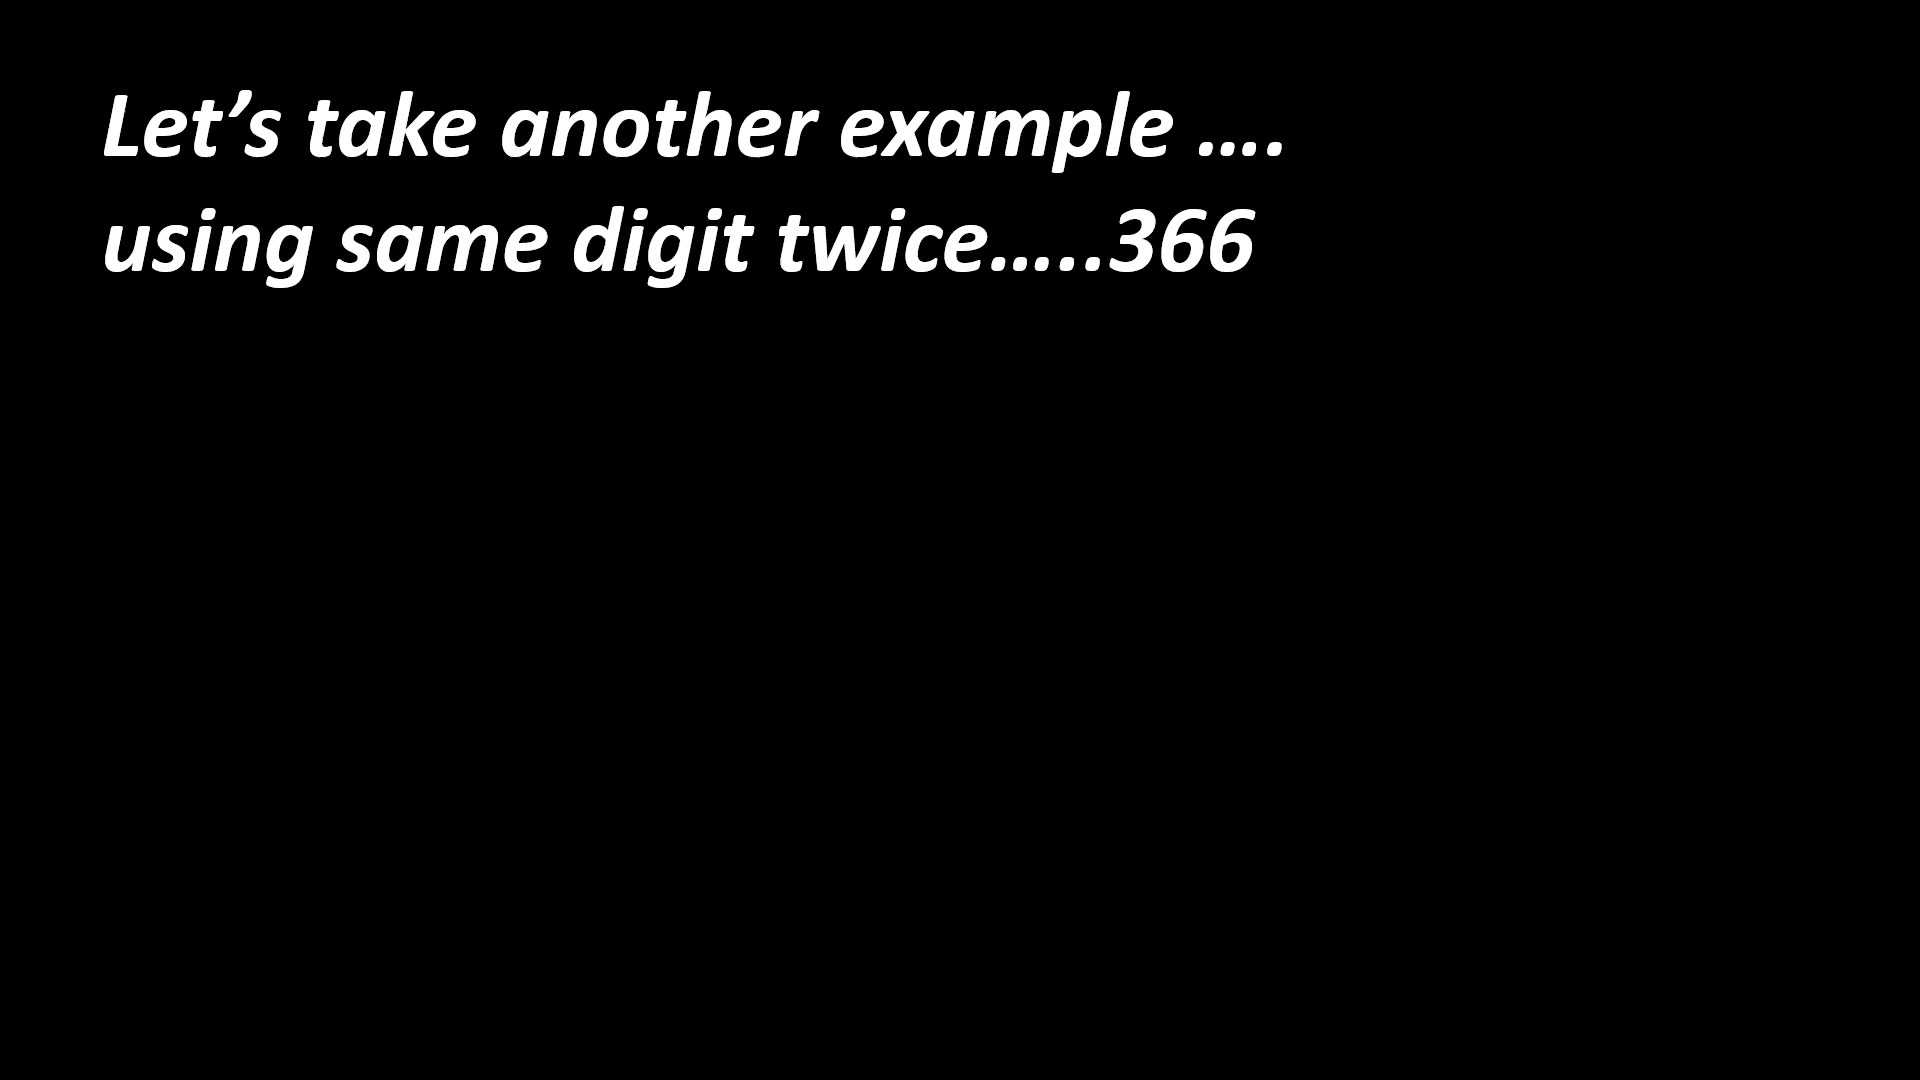 Let’s take another example ….
using same digit twice…..366